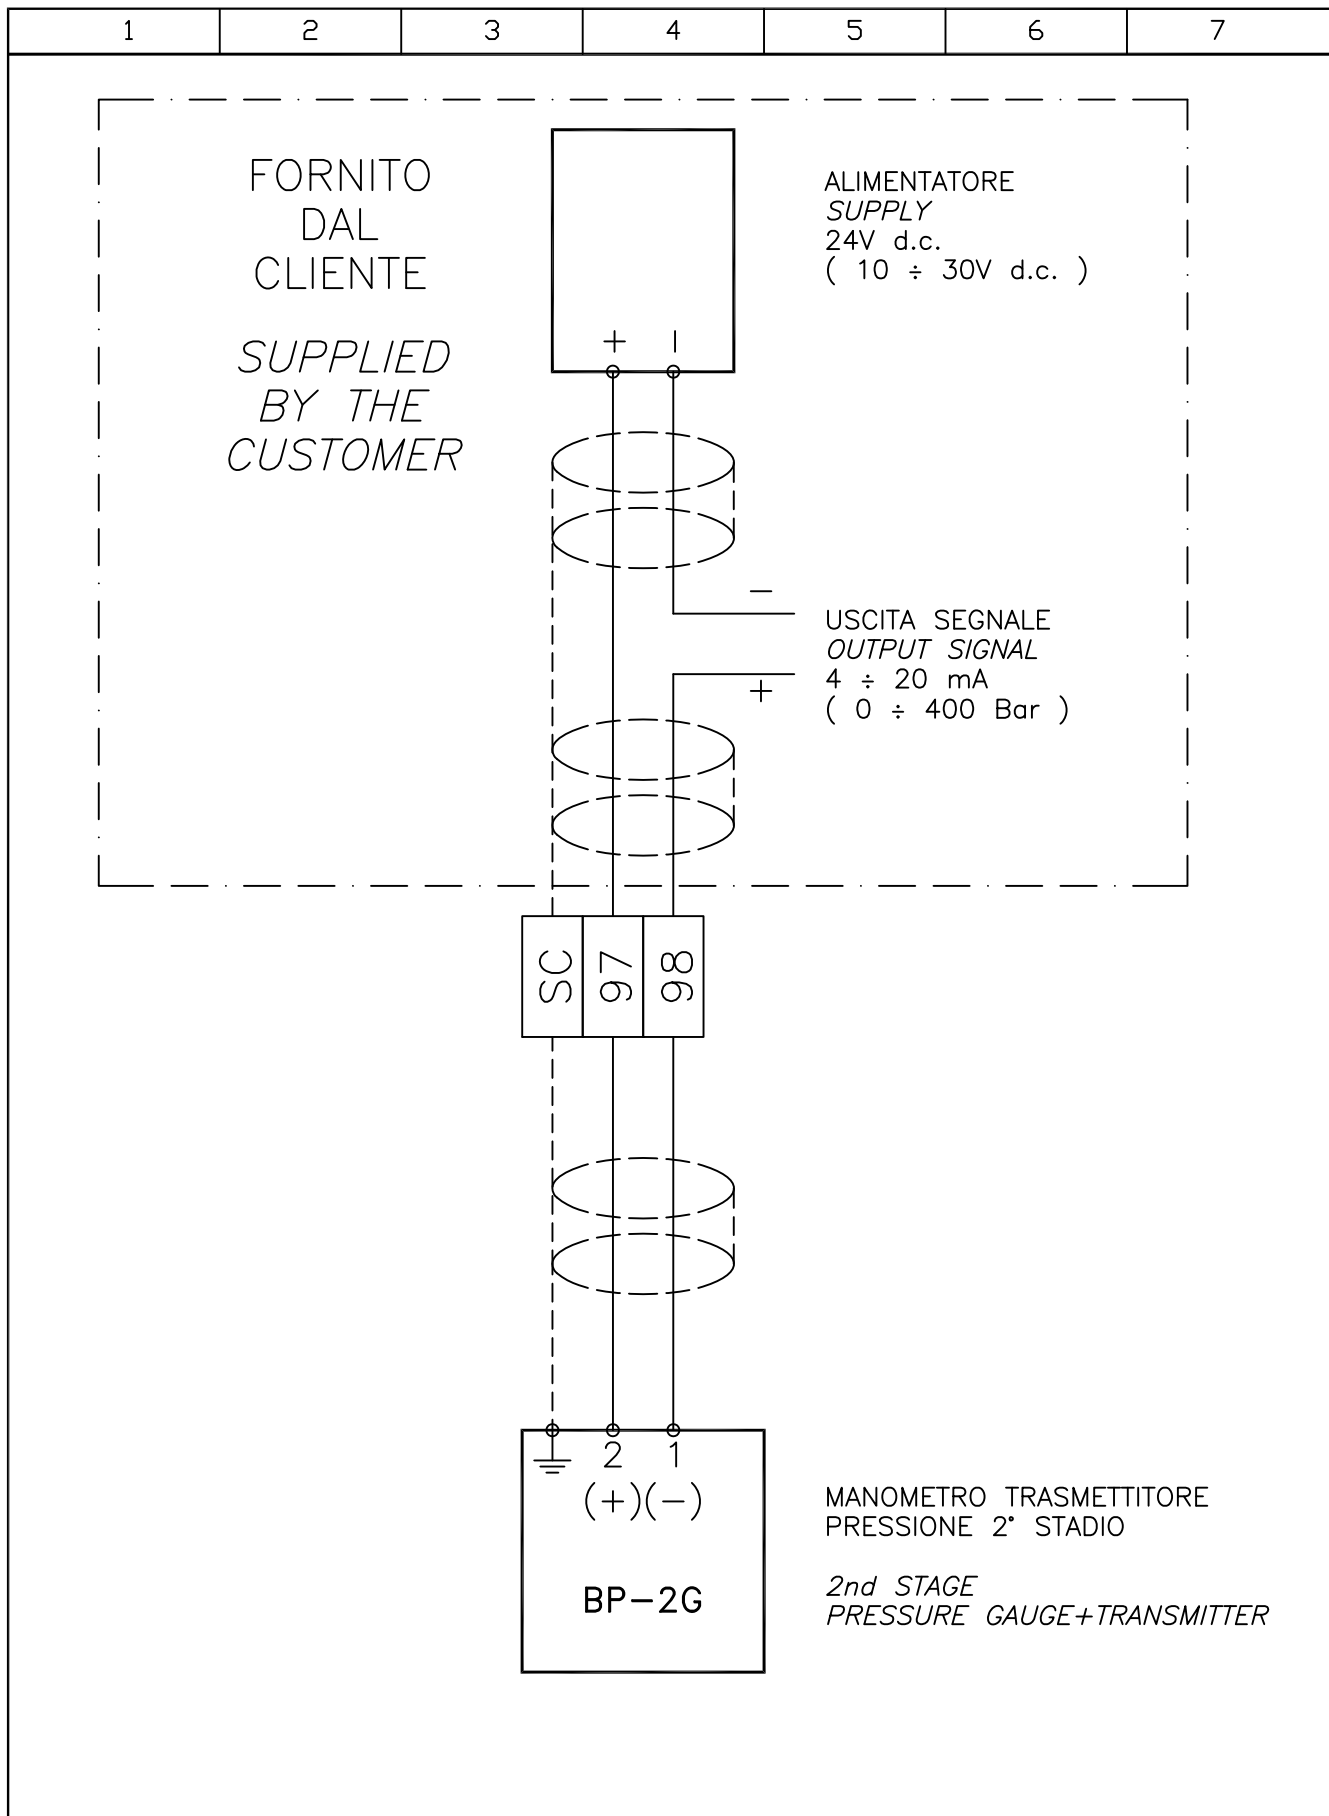 1 2 3 4 5 6 7
FORNITO
DAL
CLIENTE
SUPPLIED
BY THE
CUSTOMER
ALIMENTATORE
SUPPLY
24V d.c.
( 10 ÷ 30V d.c. )
+ −
−
USCITA SEGNALE
OUTPUT SIGNAL
4 ÷ 20 mA
( 0 ÷ 400 Bar )
+
SC 97 98
2 1
(+)(−)
BP-2G
MANOMETRO TRASMETTITORE
PRESSIONE 2° STADIO
2nd STAGE
PRESSURE GAUGE+TRANSMITTER